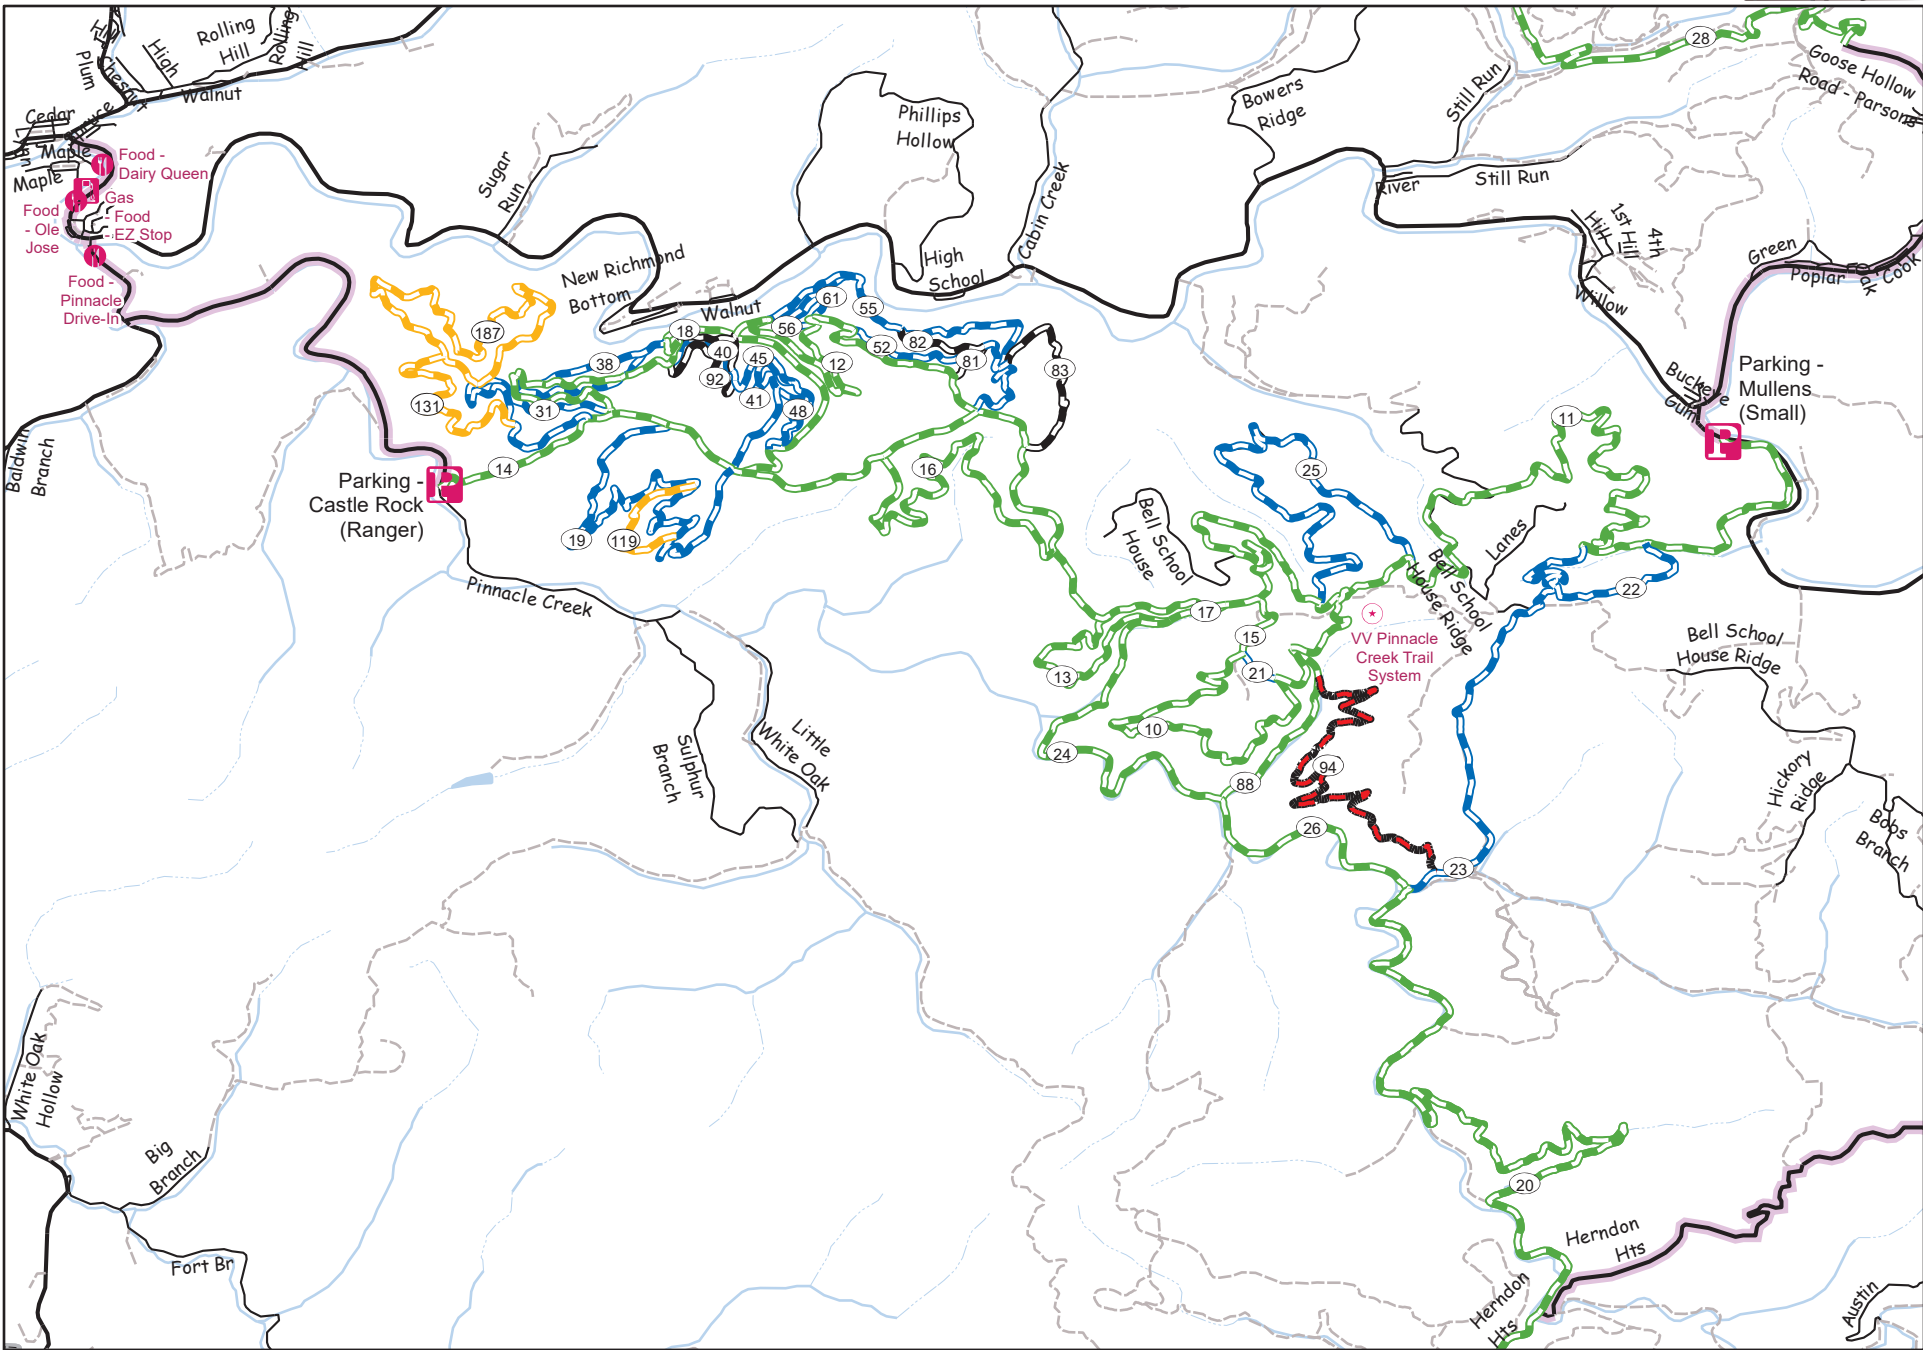 Rolling
Hill
Rolling
Hill
High
Plum
Chesnut
Walnut
Cedar
Maple
Maple
Food -
Dairy Queen
Gas
Food
- Ole
Jose
- Food
- EZ Stop
Food -
Pinnacle
Drive-In
Sugar
Run
New Richmond
Bottom
Walnut
Phillips
Hollow
High
School
Cabin Creek
Bowers
Ridge
Still Run
Still Run
River
28
Goose Hollow
Road - Parsons
1st Hill
Hill
4th
Willow
Green
Poplar
Oak
Cook
Buckeye
Gum
Parking -
Mullens
(Small)
187
131
38
31
14
18
40
92
45
41
48
56
61
55
52
82
81
12
83
16
19
119
Baldwin
Branch
Parking -
Castle Rock
(Ranger)
P
P
Pinnacle Creek
Sulphur
Branch
Little
White Oak
Bell School
House
25
11
Lanes
Bell School
House Ridge
22
17
15
21
13
10
24
88
26
94
23
20
VV Pinnacle
Creek Trail
System
Bell School
House Ridge
Hickory
Ridge
Bobs
Branch
White Oak
Hollow
Big
Branch
Fort Br
Herndon
Hts
Herndon
Hts
Austin